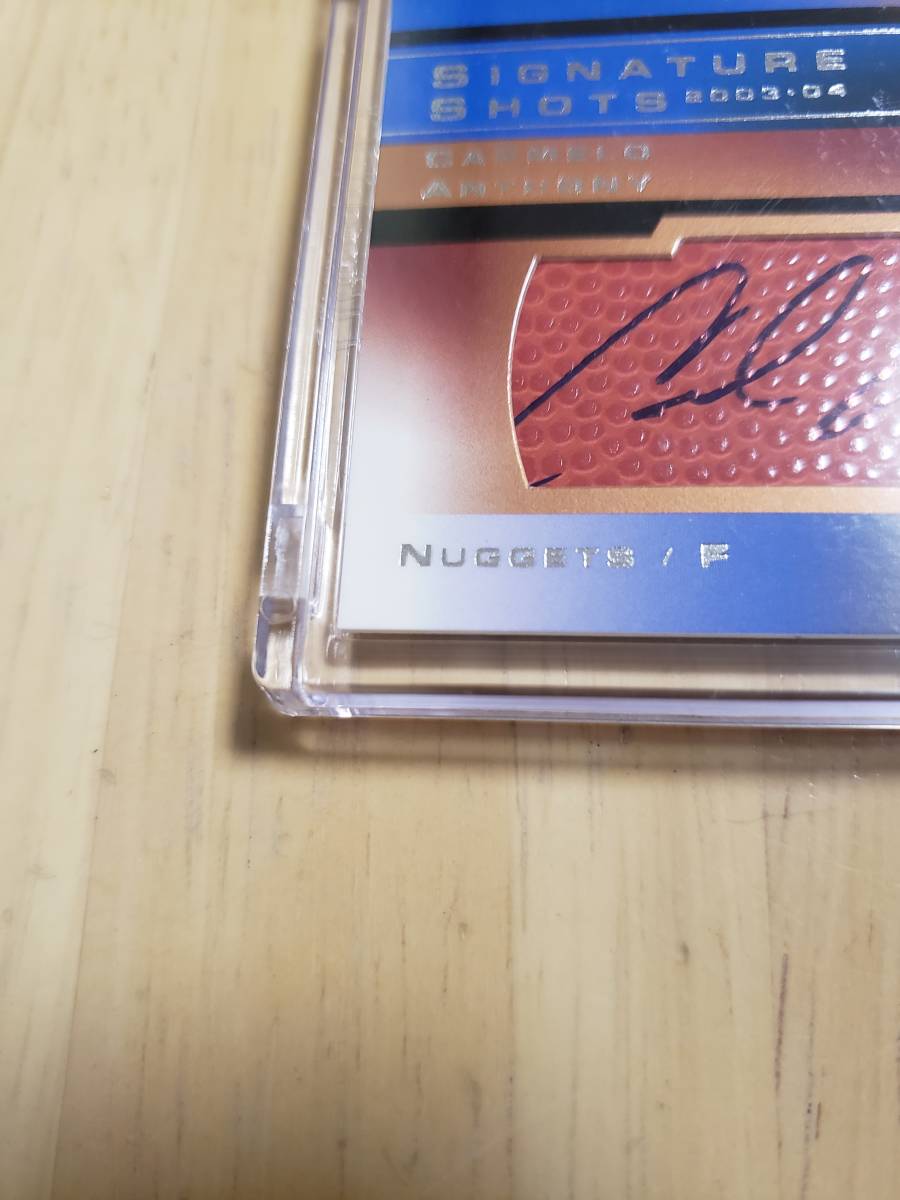 SIGNATURE
SHOTS 2003•04
CARMELO
ANTHONY
NUGGETS / F